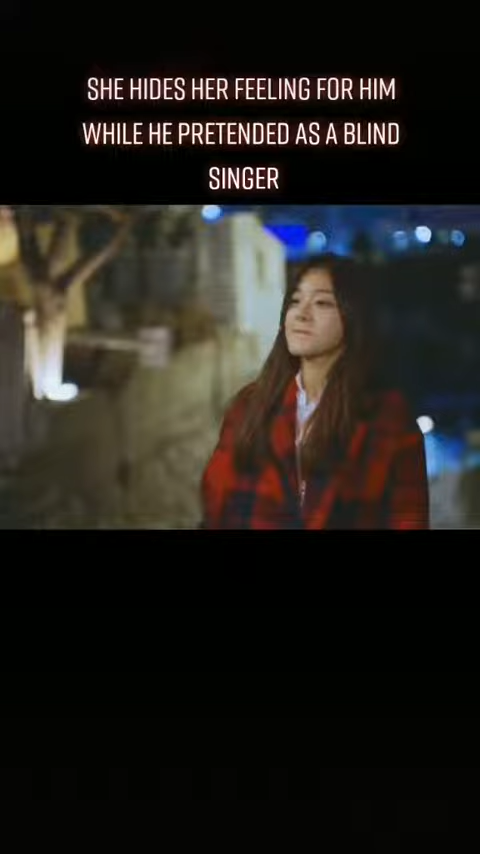 SHE HIDES HER FEELING FOR HIM
WHILE HE PRETENDED AS A BLIND
SINGER